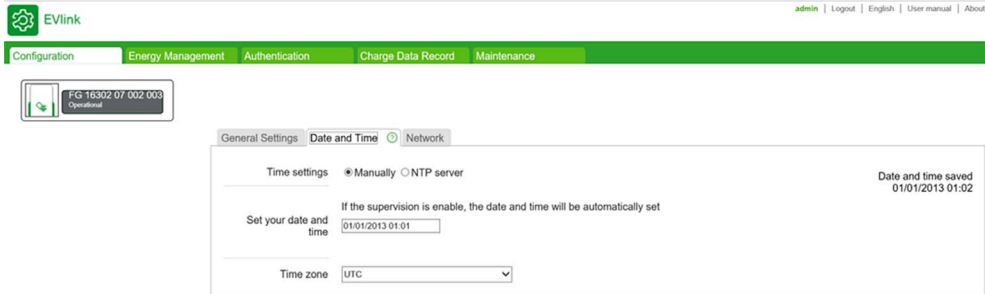 admin | Logout | English | User manual | About
EVlink
Configuration Energy Management Authentication Charge Data Record Maintenance
FG 16302 07 002 003
Operational
General Settings Date and Time ? Network
Time settings Manually NTP server
Date and time saved
01/01/2013 01:02
If the supervision is enable, the date and time will be automatically set
Set your date and
time
01/01/2013 01:01
Time zone UTC